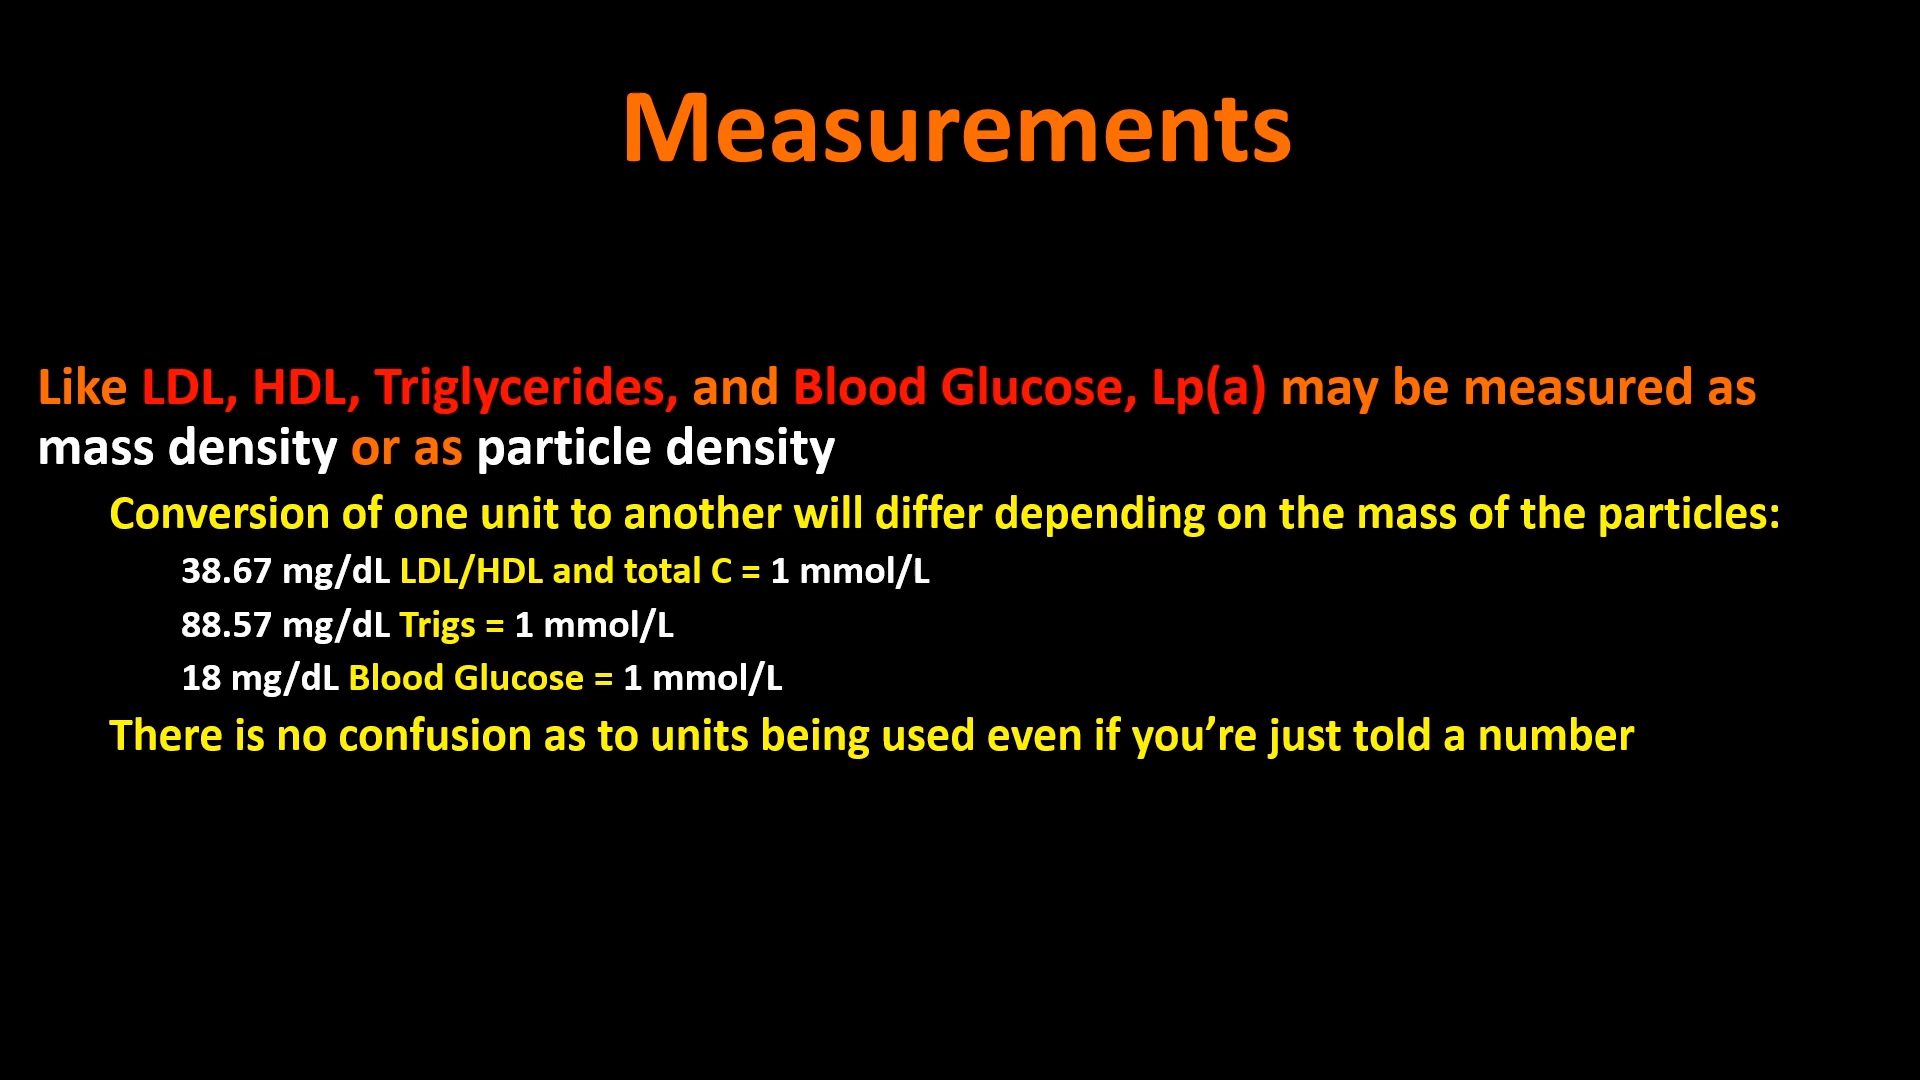 Measurements
Like LDL, HDL, Triglycerides, and Blood Glucose, Lp(a) may be measured as
mass density or as particle density
Conversion of one unit to another will differ depending on the mass of the particles:
38.67 mg/dL LDL/HDL and total C = 1 mmol/L
88.57 mg/dL Trigs = 1 mmol/L
18 mg/dL Blood Glucose = 1 mmol/L
There is no confusion as to units being used even if you’re just told a number